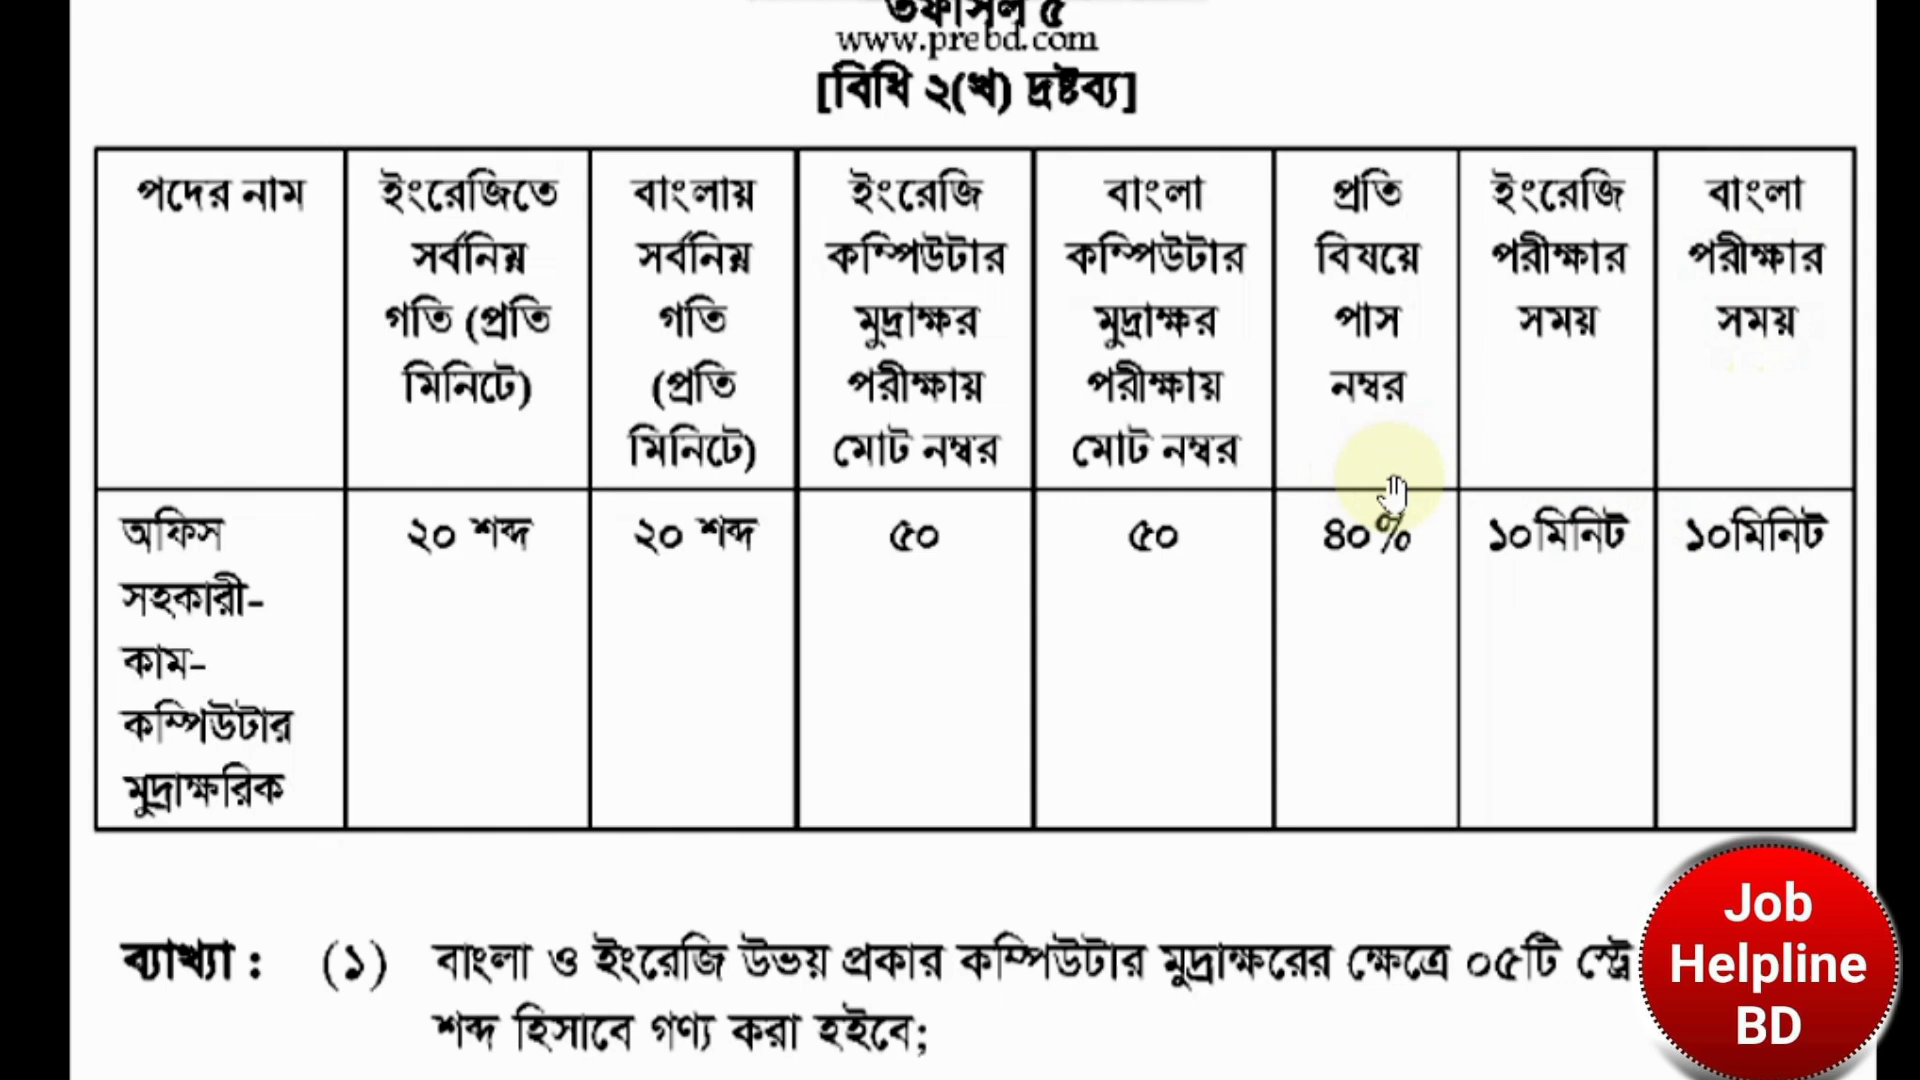 তফসিল ৫
www.prebd.com
[বিধি ২(খ) দ্রষ্টব্য]
পদের নাম
ইংরেজিতে
সর্বনিম্ন
গতি (প্রতি
মিনিটে)
বাংলায়
সর্বনিম্ন
গতি
(প্রতি
মিনিটে)
ইংরেজি
কম্পিউটার
মুদ্রাক্ষর
পরীক্ষায়
মোট নম্বর
বাংলা
কম্পিউটার
মুদ্রাক্ষর
পরীক্ষায়
মোট নম্বর
প্রতি
বিষয়ে
পাস
নম্বর
ইংরেজি
পরীক্ষার
সময়
বাংলা
পরীক্ষার
সময়
অফিস
সহকারী-
কাম-
কম্পিউটার
মুদ্রাক্ষরিক
২০ শব্দ
২০ শব্দ
৫০
৫০
৪০%
১০মিনিট
১০মিনিট
ব্যাখ্যা : (১) বাংলা ও ইংরেজি উভয় প্রকার কম্পিউটার মুদ্রাক্ষরের ক্ষেত্রে ০৫টি
শব্দ হিসাবে গণ্য করা হইবে;
Job
Helpline
BD